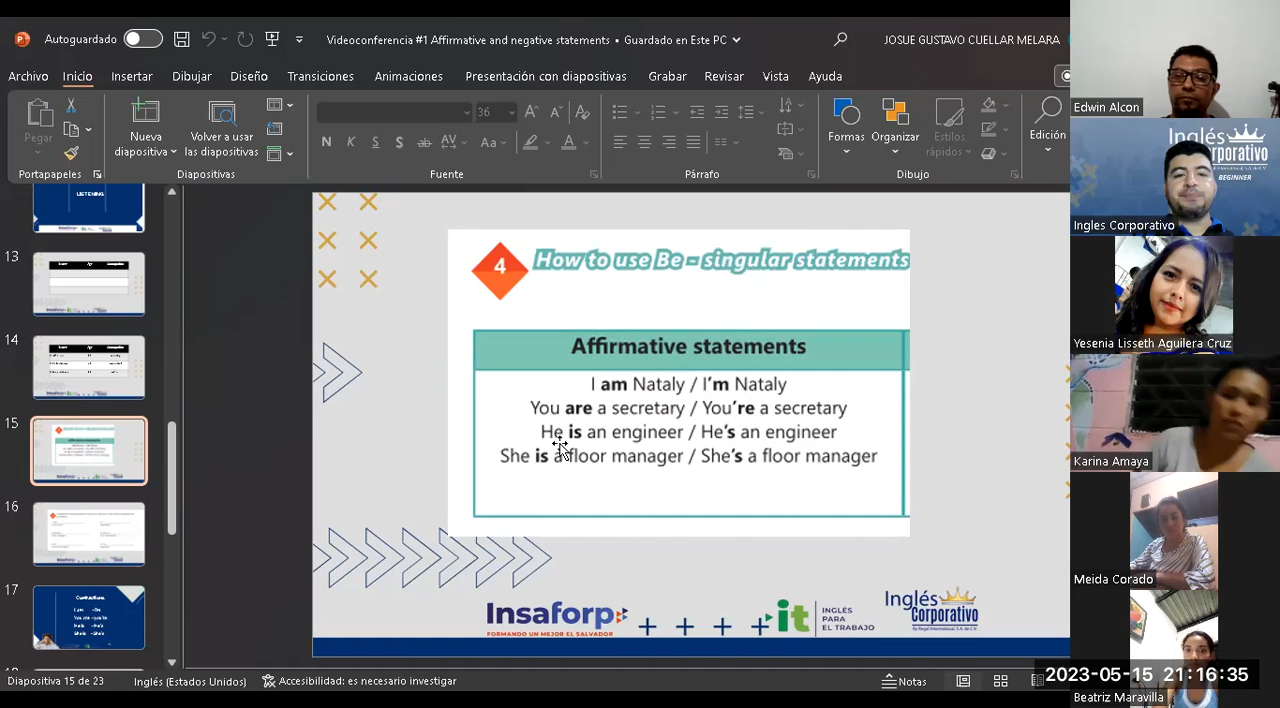 Autoguardado
Videoconferencia #1 Affirmative and negative statements • Guardado en Este PC
JOSUE GUSTAVO CUELLAR MELARA
Archivo Inicio Insertar Dibujar Diseño Transiciones Animaciones Presentación con diapositivas Grabar Revisar Vista Ayuda
Pegar
Nueva diapositiva
Volver a usar las diapositivas
36
N K S S ab AV Aa A
Formas
Organizar
Estilos rápidos
Edición
Portapapeles
Diapositivas
Fuente
Párrafo
Dibujo
LISTENING
13
14
15
16
17
4
How to use Be - singular statements
Affirmative statements
I am Nataly / I'm Nataly
You are a secretary / You're a secretary
He is an engineer / He's an engineer
She is a floor manager / She's a floor manager
Insaforp
FORMANDO UN MEJOR EL SALVADOR
it
INGLÉS
PARA
EL TRABAJO
Inglés
Corporativo
Diapositiva 15 de 23
Inglés (Estados Unidos)
Accesibilidad: es necesario investigar
Notas
Edwin Alcon
Inglés
BEGINNER
Ingles Corporativo
Yesenia Lisseth Aguilera Cruz
Karina Amaya
Meida Corado
2023-05-15 21:16:35
Beatriz Maravilla